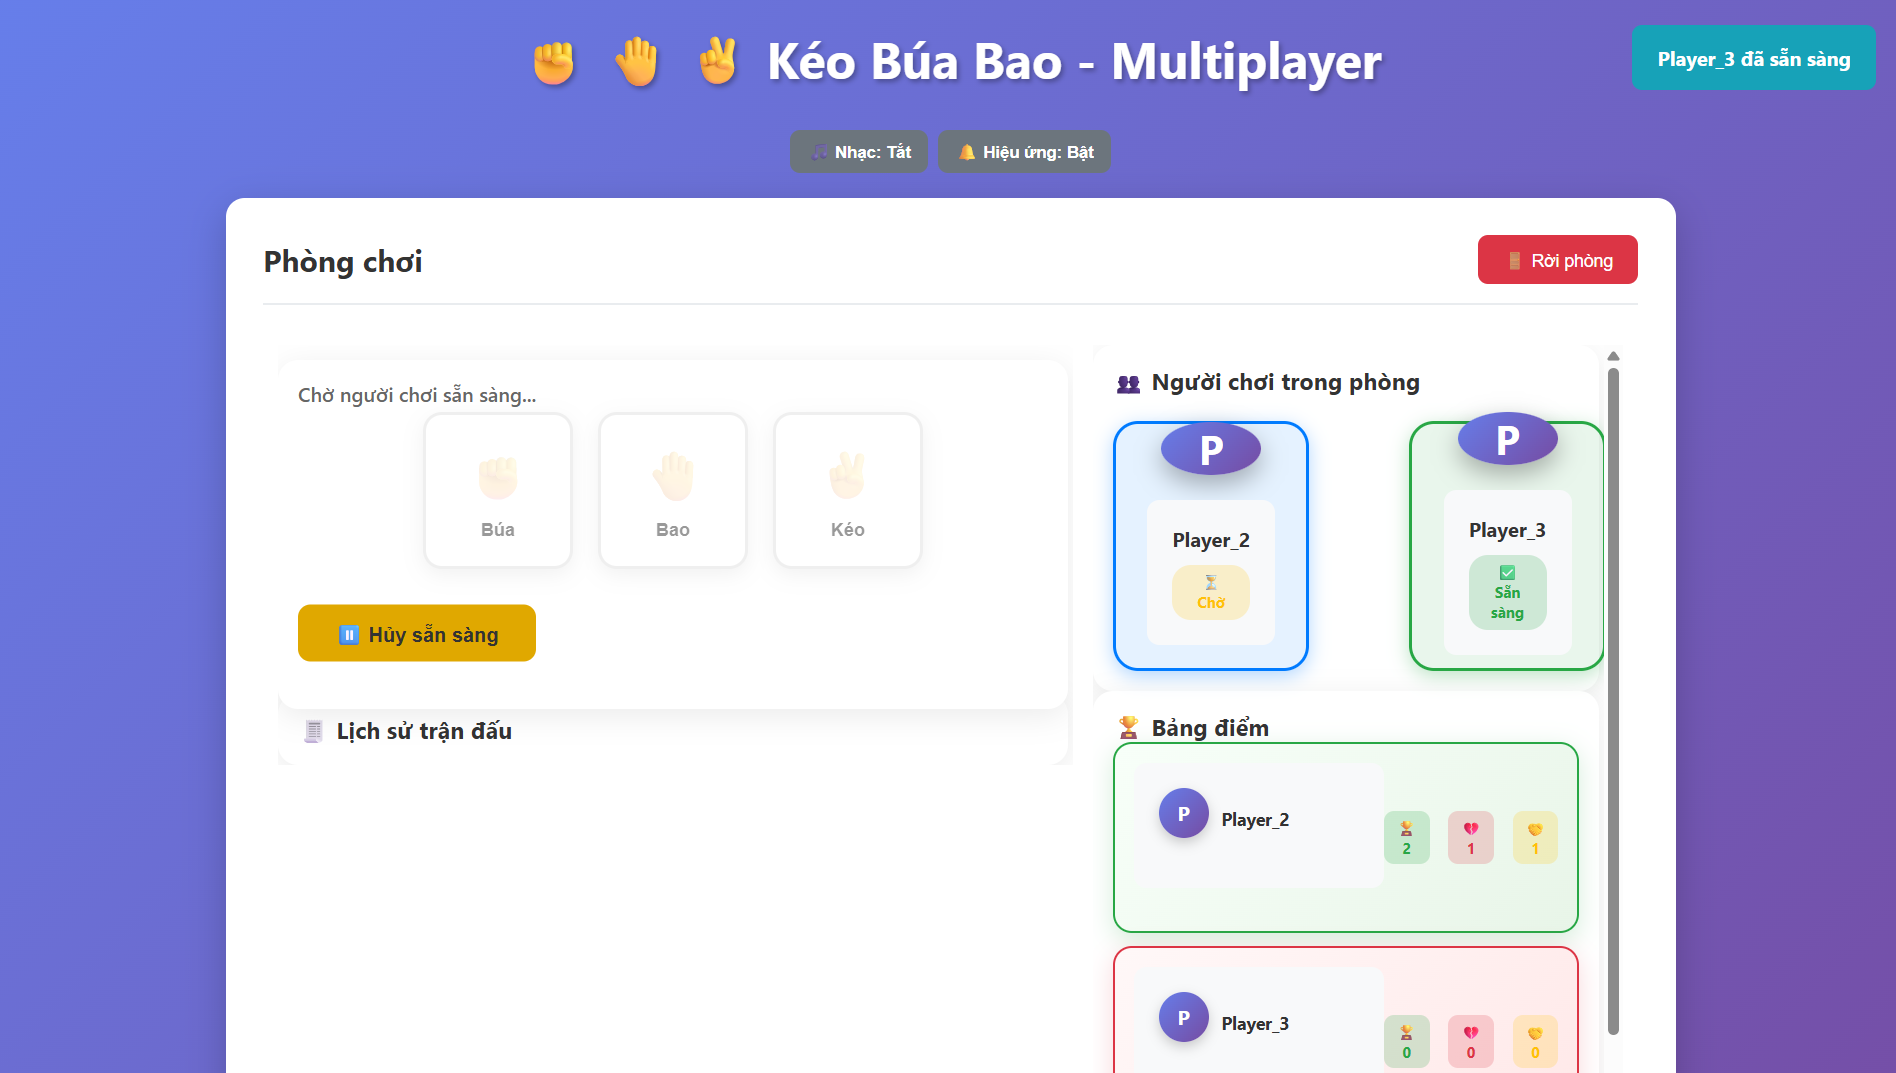 Kéo Búa Bao - Multiplayer
Player_3 đã sẵn sàng
Nhạc: Tắt
Hiệu ứng: Bật
Phòng chơi
Rời phòng
Chờ người chơi sẵn sàng...
Búa
Bao
Kéo
Hủy sẵn sàng
Lịch sử trận đấu
Người chơi trong phòng
P
Player_2
Chờ
P
Player_3
Sẵn
sàng
Bảng điểm
P
Player_2
2
1
1
P
Player_3
0
0
0